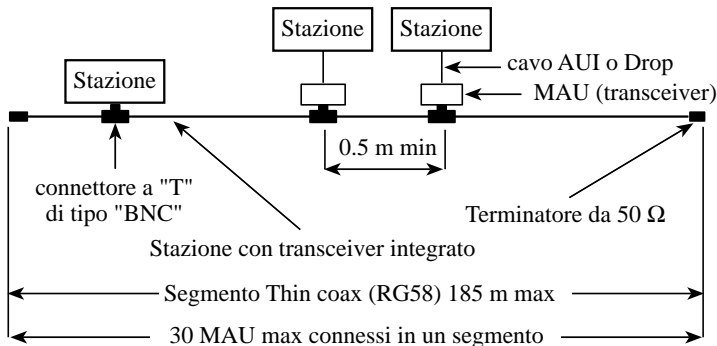 Stazione
Stazione
Stazione
cavo AUI o Drop
MAU (transceiver)
0.5 m min
connettore a "T"
di tipo "BNC"
Terminatore da 50 Ω
Stazione con transceiver integrato
Segmento Thin coax (RG58) 185 m max
30 MAU max connessi in un segmento